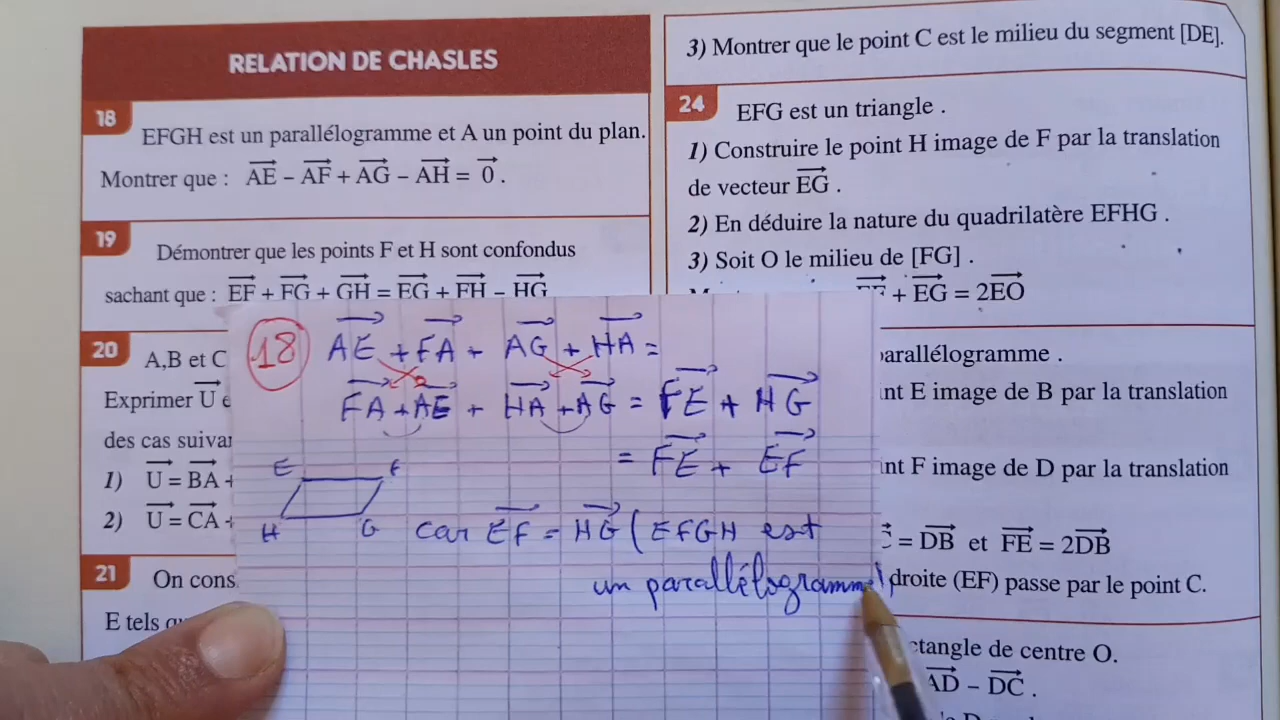 RELATION DE CHASLES
18
EFGH est un parallélogramme et A un point du plan.
Montrer que : AE⃗ – AF⃗ + AG⃗ – AH⃗ = 0⃗ .
19
Démontrer que les points F et H sont confondus
sachant que : EF⃗ + FG⃗ + GH⃗ = EG⃗ + FH⃗ – HG⃗
20
A,B et C
Exprimer U⃗
des cas suivan
1) U⃗ = BA⃗ +
2) U⃗ = CA⃗ +
21
On cons
E tels
3) Montrer que le point C est le milieu du segment [DE].
24
EFG est un triangle .
1) Construire le point H image de F par la translation
de vecteur EG⃗ .
2) En déduire la nature du quadrilatère EFHG .
3) Soit O le milieu de [FG] .
+ EG⃗ = 2EO⃗
parallélogramme .
nt E image de B par la translation
nt F image de D par la translation
= DB⃗ et FE⃗ = 2DB⃗
droite (EF) passe par le point C.
ctangle de centre O.
AD⃗ – DC⃗ .
18
AE⃗ + FA⃗ + AG⃗ + HA⃗ =
FA⃗ + AE⃗ + HA⃗ + AG⃗ = FE⃗ + HG⃗
= FE⃗ + EF⃗
E F
H G
car EF⃗ = HG⃗ (EFGH est
un parallélogramme)